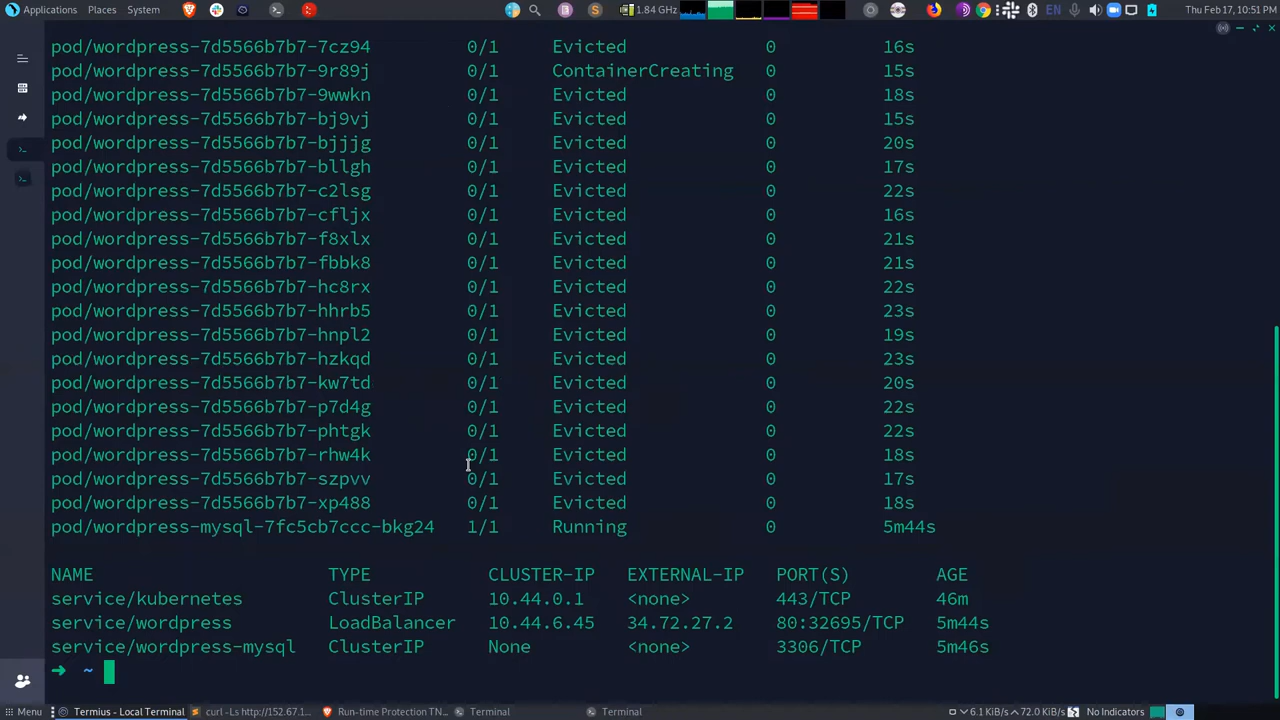 Applications Places System 1.84 GHz EN Thu Feb 17, 10:51 PM
pod/wordpress-7d5566b7b7-7cz94 0/1 Evicted 0 16s
pod/wordpress-7d5566b7b7-9r89j 0/1 ContainerCreating 0 15s
pod/wordpress-7d5566b7b7-9wwkn 0/1 Evicted 0 18s
pod/wordpress-7d5566b7b7-bj9vj 0/1 Evicted 0 15s
pod/wordpress-7d5566b7b7-bjjjg 0/1 Evicted 0 20s
pod/wordpress-7d5566b7b7-bllgh 0/1 Evicted 0 17s
pod/wordpress-7d5566b7b7-c2lsg 0/1 Evicted 0 22s
pod/wordpress-7d5566b7b7-cfljx 0/1 Evicted 0 16s
pod/wordpress-7d5566b7b7-f8xlx 0/1 Evicted 0 21s
pod/wordpress-7d5566b7b7-fbbk8 0/1 Evicted 0 21s
pod/wordpress-7d5566b7b7-hc8rx 0/1 Evicted 0 22s
pod/wordpress-7d5566b7b7-hhrb5 0/1 Evicted 0 23s
pod/wordpress-7d5566b7b7-hnpl2 0/1 Evicted 0 19s
pod/wordpress-7d5566b7b7-hzkqd 0/1 Evicted 0 23s
pod/wordpress-7d5566b7b7-kw7td 0/1 Evicted 0 20s
pod/wordpress-7d5566b7b7-p7d4g 0/1 Evicted 0 22s
pod/wordpress-7d5566b7b7-phtgk 0/1 Evicted 0 22s
pod/wordpress-7d5566b7b7-rhw4k 0/1 Evicted 0 18s
pod/wordpress-7d5566b7b7-szpvv 0/1 Evicted 0 17s
pod/wordpress-7d5566b7b7-xp488 0/1 Evicted 0 18s
pod/wordpress-mysql-7fc5cb7ccc-bkg24 1/1 Running 0 5m44s
NAME TYPE CLUSTER-IP EXTERNAL-IP PORT(S) AGE
service/kubernetes ClusterIP 10.44.0.1 <none> 443/TCP 46m
service/wordpress LoadBalancer 10.44.6.45 34.72.27.2 80:32695/TCP 5m44s
service/wordpress-mysql ClusterIP None <none> 3306/TCP 5m46s
→ ~
Menu Termius - Local Terminal curl -Ls http://152.67.1... Run-time Protection TN... Terminal Terminal 6.1 KiB/s 72.0 KiB/s No Indicators